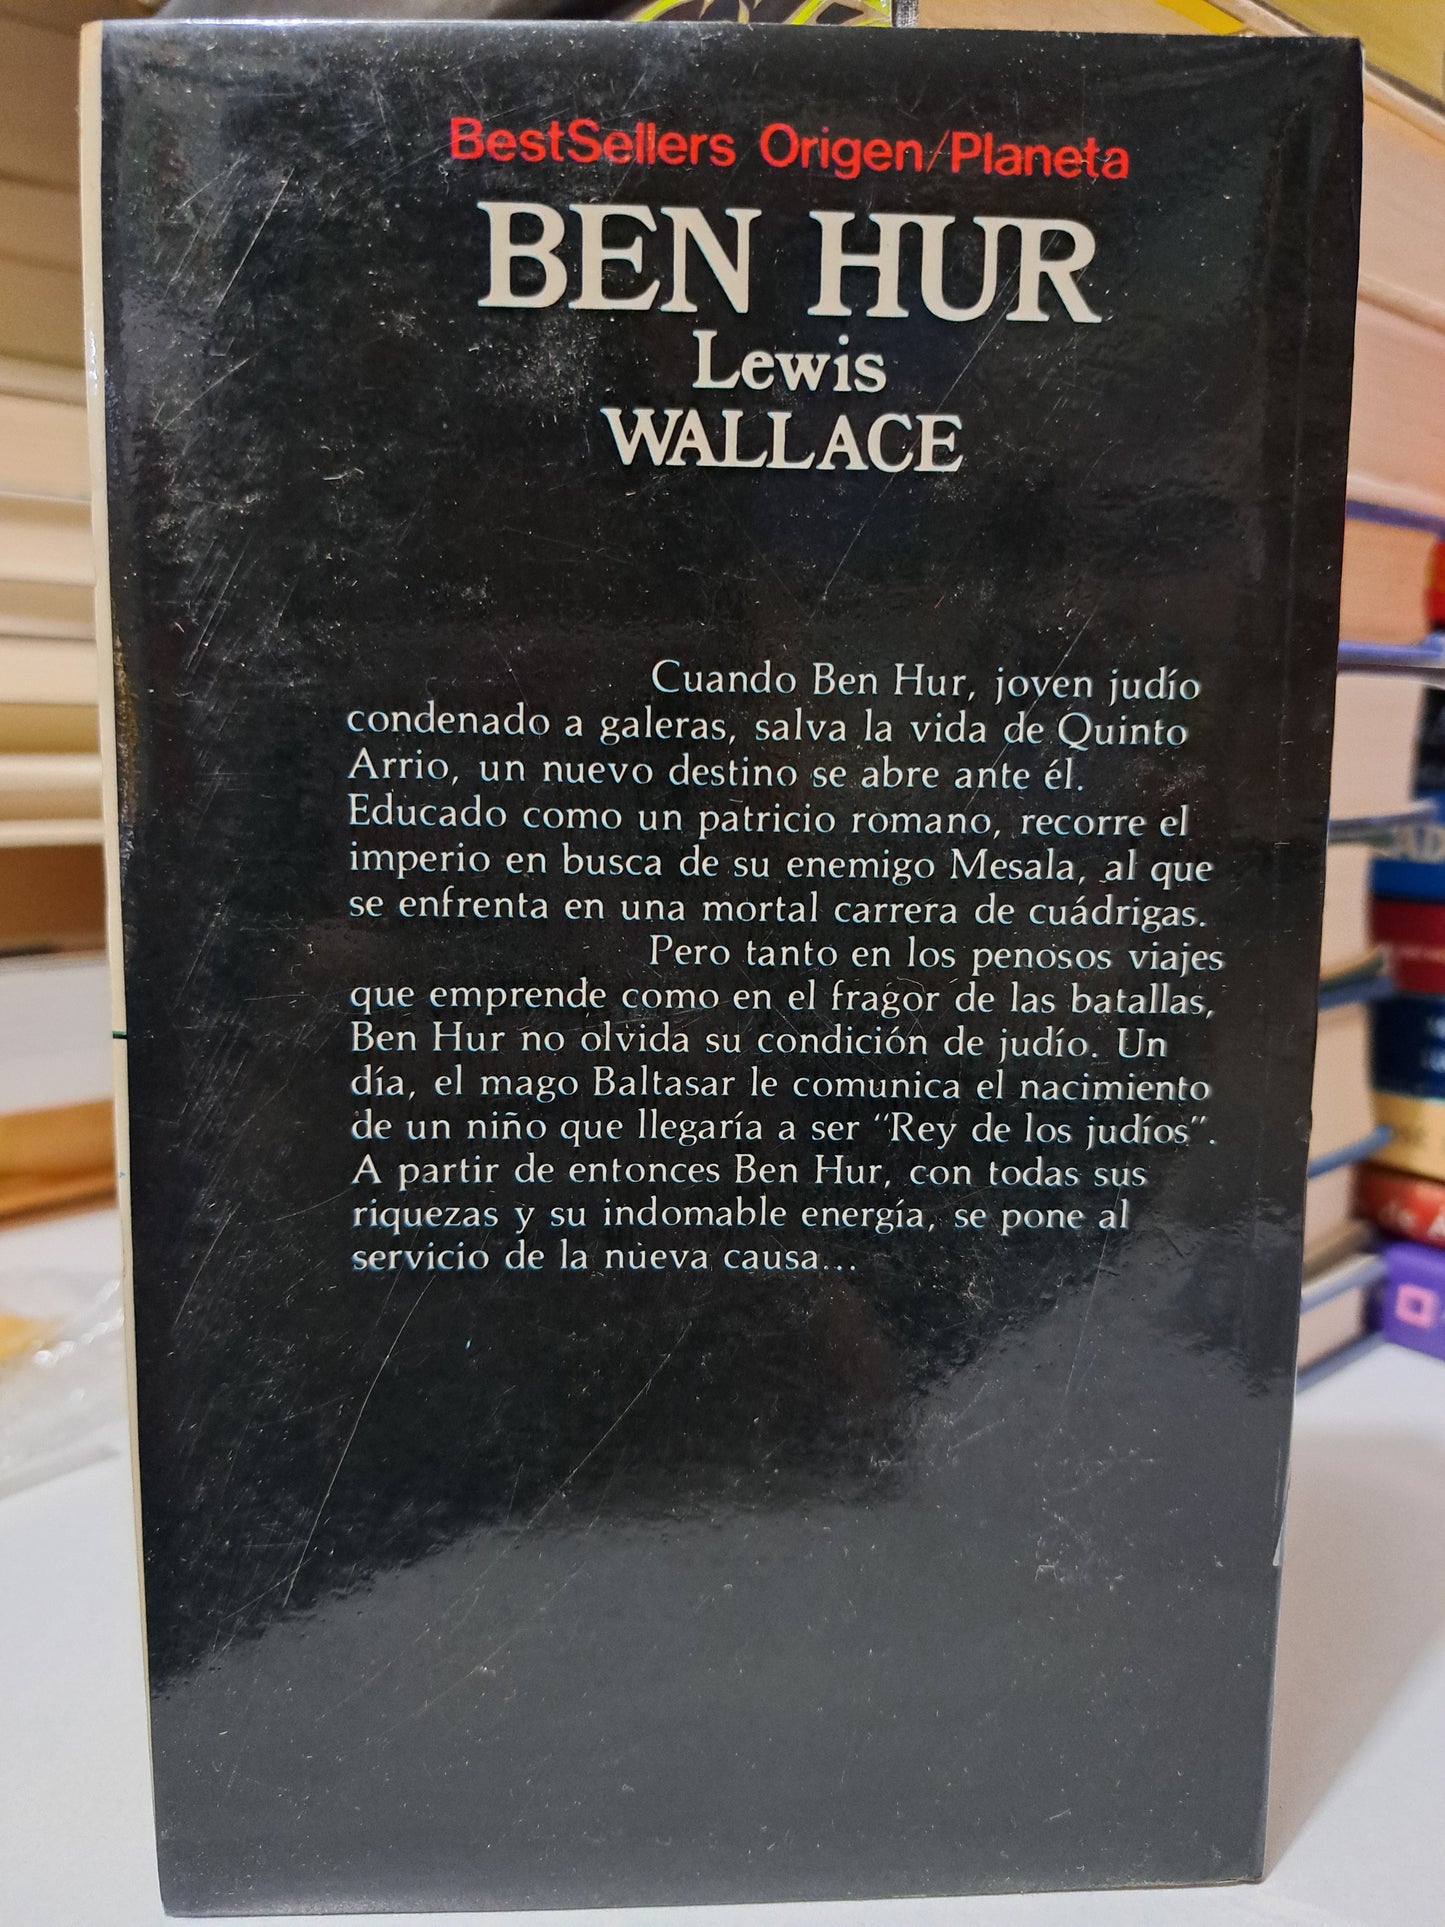 BestSellers Origen/Planeta
BEN HUR
Lewis
WALLACE
Cuando Ben Hur, joven judío
condenado a galeras, salva la vida de Quinto
Arrio, un nuevo destino se abre ante él.
Educado como un patricio romano, recorre el
imperio en busca de su enemigo Mesala, al que
se enfrenta en una mortal carrera de cuádrigas.
Pero tanto en los penosos viajes
que emprende como en el fragor de las batallas,
Ben Hur no olvida su condición de judío. Un
día, el mago Baltasar le comunica el nacimiento
de un niño que llegaría a ser "Rey de los judíos".
A partir de entonces Ben Hur, con todas sus
riquezas y su indomable energía, se pone al
servicio de la nueva causa...